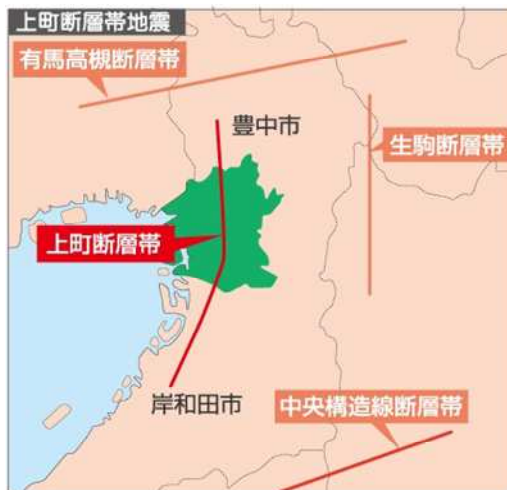 上町断層帯地震
有馬高槻断層帯
豊中市
生駒断層帯
上町断層帯
岸和田市
中央構造線断層帯